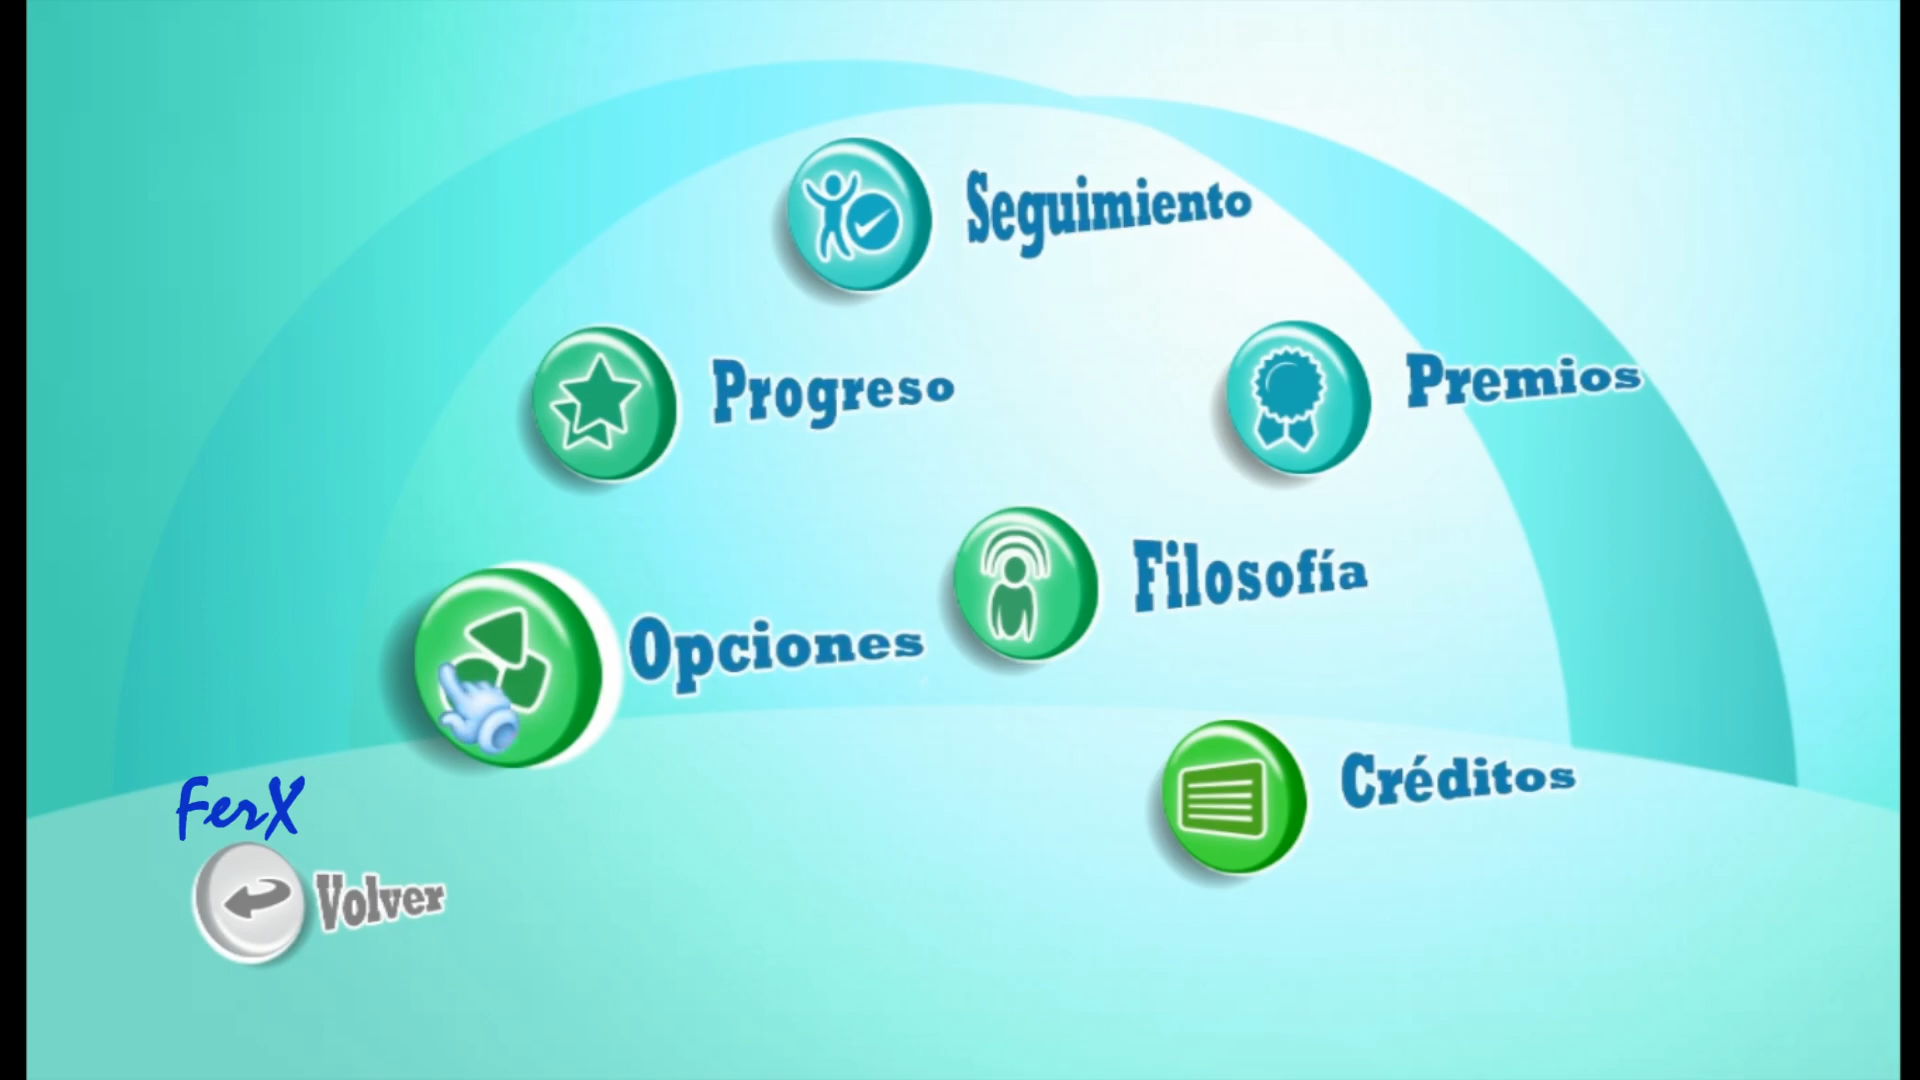 Seguimiento
Progreso
Premios
Filosofía
Opciones
Créditos
FerX
Volver